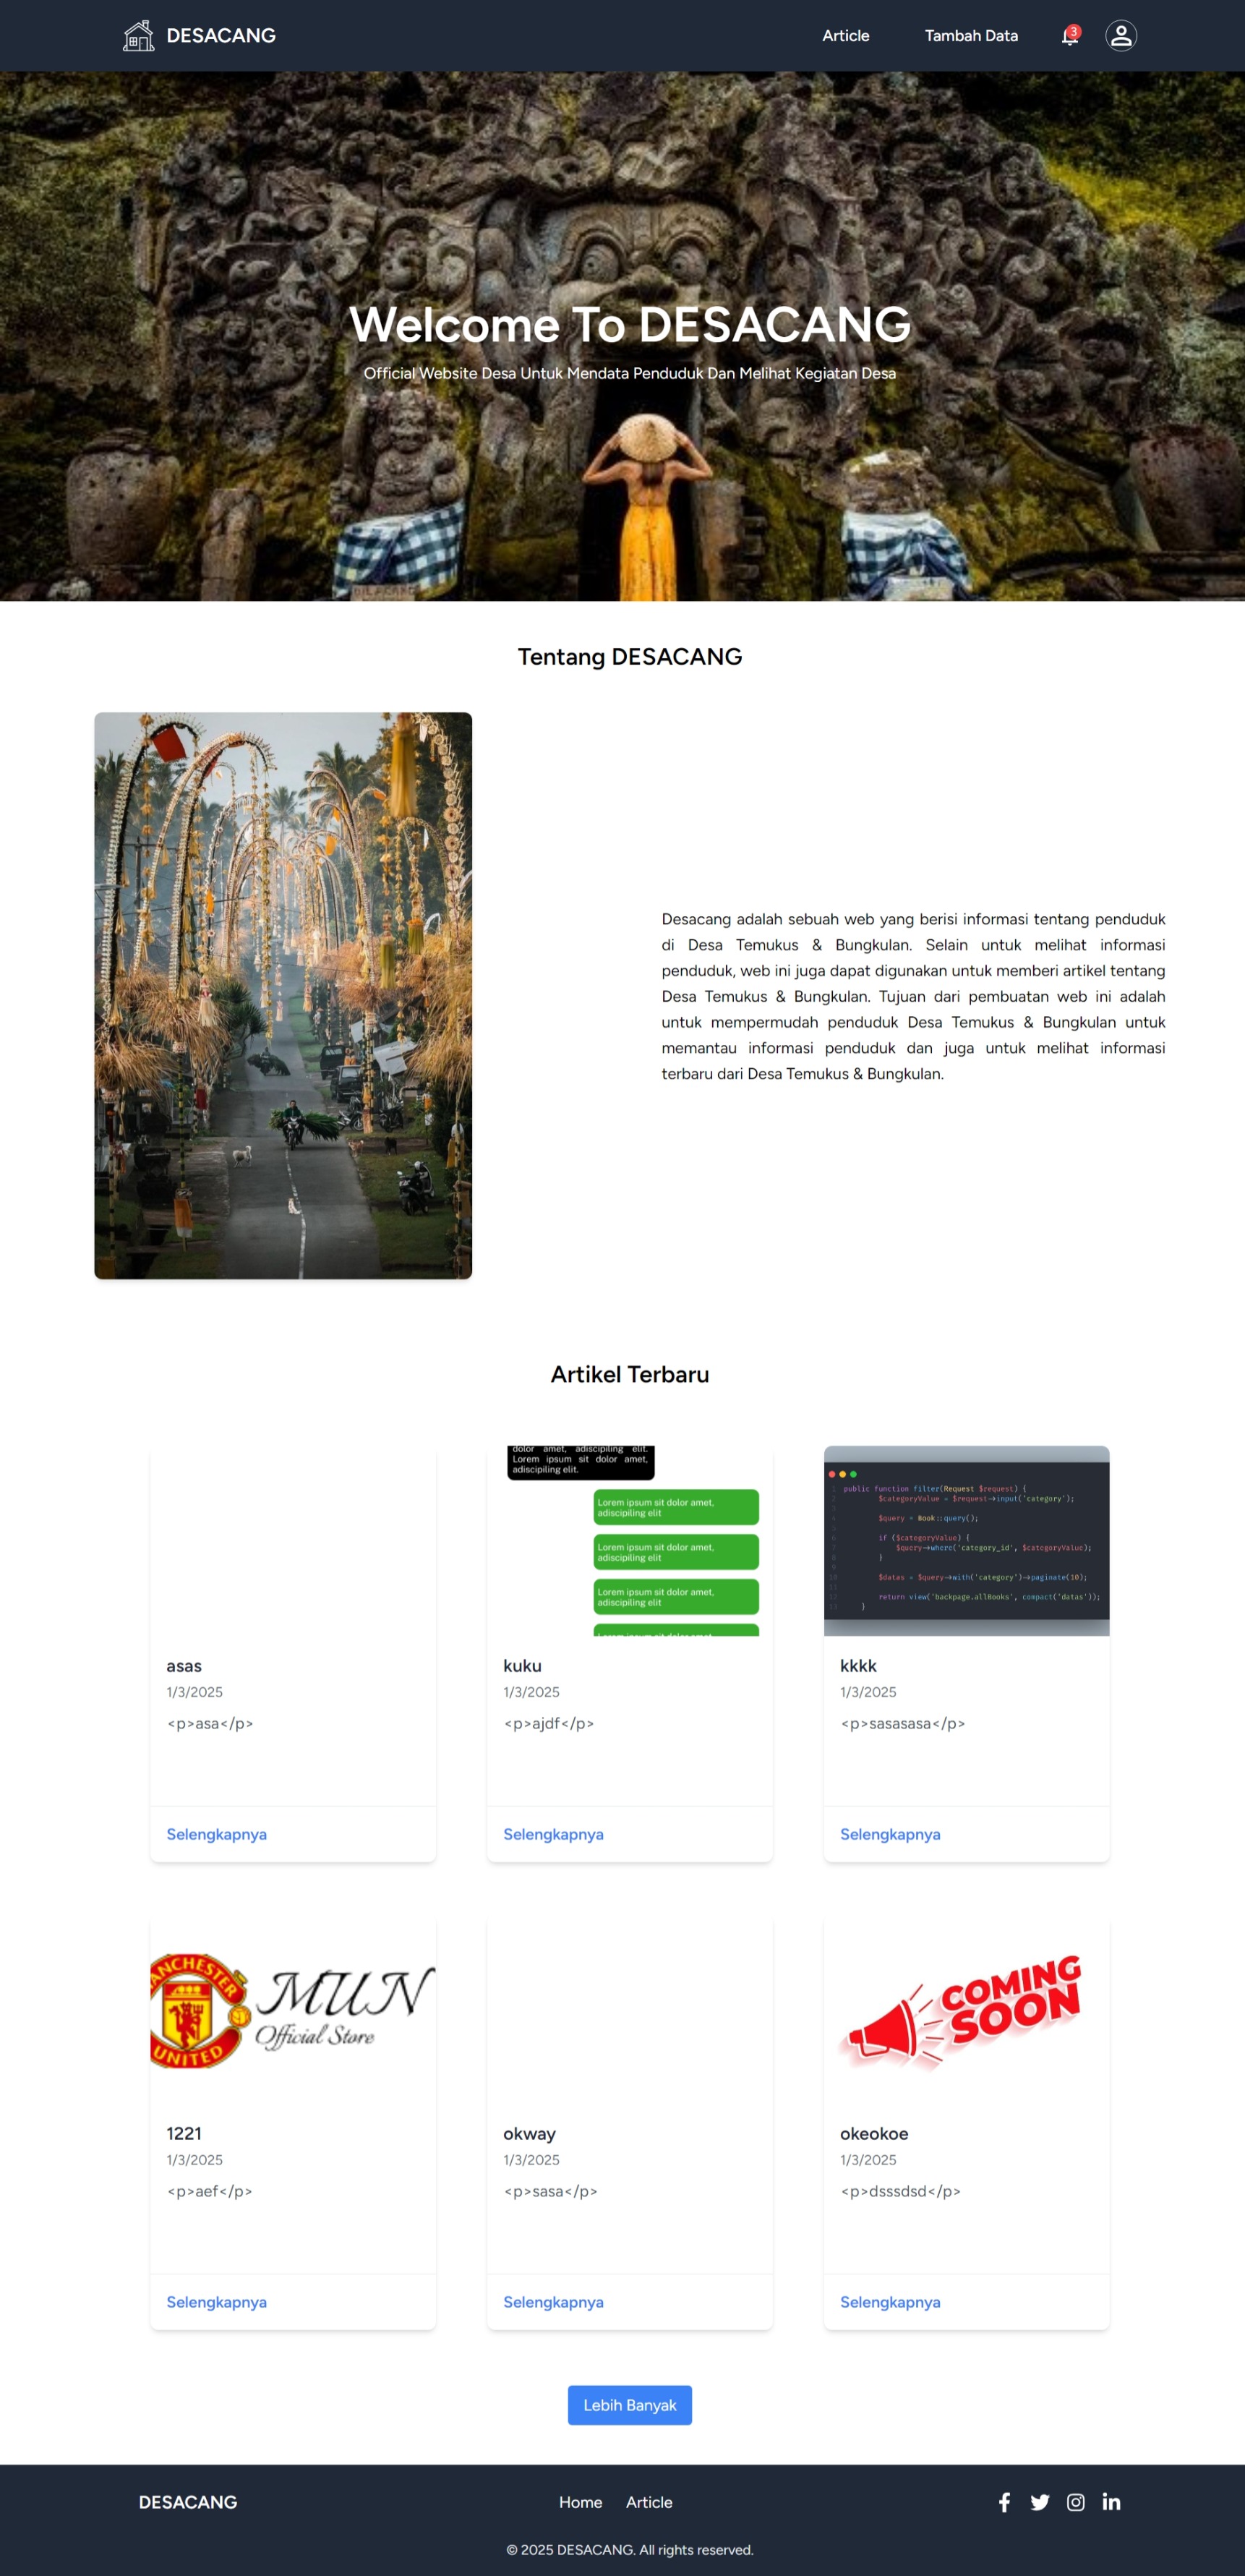 DESACANG
Article
Tambah Data
3
Welcome To DESACANG
Official Website Desa Untuk Mendata Penduduk Dan Melihat Kegiatan Desa
Tentang DESACANG
Desacang adalah sebuah web yang berisi informasi tentang penduduk
di Desa Temukus & Bungkulan. Selain untuk melihat informasi
penduduk, web ini juga dapat digunakan untuk memberi artikel tentang
Desa Temukus & Bungkulan. Tujuan dari pembuatan web ini adalah
untuk mempermudah penduduk Desa Temukus & Bungkulan untuk
memantau informasi penduduk dan juga untuk melihat informasi
terbaru dari Desa Temukus & Bungkulan.
Artikel Terbaru
dolor amet, adiscipiling elit.
Lorem ipsum sit dolor amet,
adiscipiling elit.
Lorem ipsum sit dolor amet,
adiscipiling elit
Lorem ipsum sit dolor amet,
adiscipiling elit
Lorem ipsum sit dolor amet,
adiscipiling elit
Lorem ipsum sit dolor amet,
public function filter(Request $request) {
$categoryValue = $request→input('category');
$query = Book::query();
if ($categoryValue) {
$query→where('category_id', $categoryValue);
}
$datas = $query→with('category')→paginate(10);
return view('backpage.allBooks', compact('datas'));
}
asas
1/3/2025
<p>asa</p>
Selengkapnya
kuku
1/3/2025
<p>ajdf</p>
Selengkapnya
kkkk
1/3/2025
<p>sasasasa</p>
Selengkapnya
MANCHESTER
UNITED
MUN
Official Store
COMING
SOON
1221
1/3/2025
<p>aef</p>
Selengkapnya
okway
1/3/2025
<p>sasa</p>
Selengkapnya
okeokoe
1/3/2025
<p>dsssdsd</p>
Selengkapnya
Lebih Banyak
DESACANG
Home
Article
© 2025 DESACANG. All rights reserved.